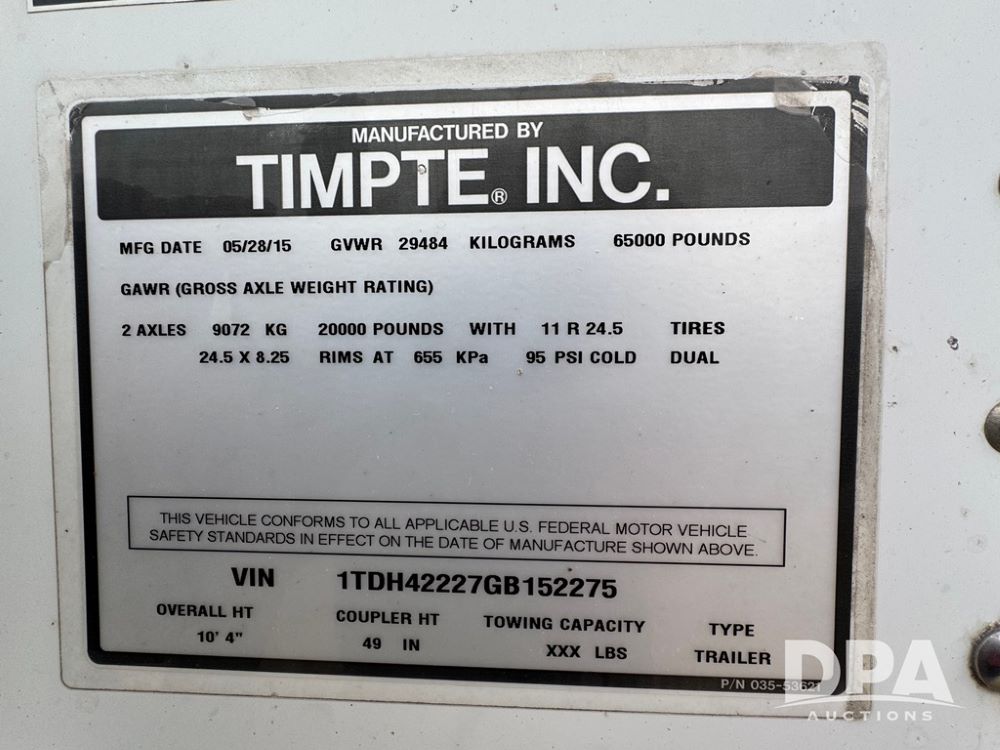 MANUFACTURED BY
TIMPTE® INC.
MFG DATE 05/28/15 GVWR 29484 KILOGRAMS 65000 POUNDS
GAWR (GROSS AXLE WEIGHT RATING)
2 AXLES 9072 KG 20000 POUNDS WITH 11 R 24.5 TIRES
24.5 X 8.25 RIMS AT 655 KPa 95 PSI COLD DUAL
THIS VEHICLE CONFORMS TO ALL APPLICABLE U.S. FEDERAL MOTOR VEHICLE
SAFETY STANDARDS IN EFFECT ON THE DATE OF MANUFACTURE SHOWN ABOVE.
VIN 1TDH42227GB152275
OVERALL HT COUPLER HT TOWING CAPACITY TYPE
10' 4" 49 IN XXX LBS TRAILER
P/N 035-53621
DPA
AUCTIONS